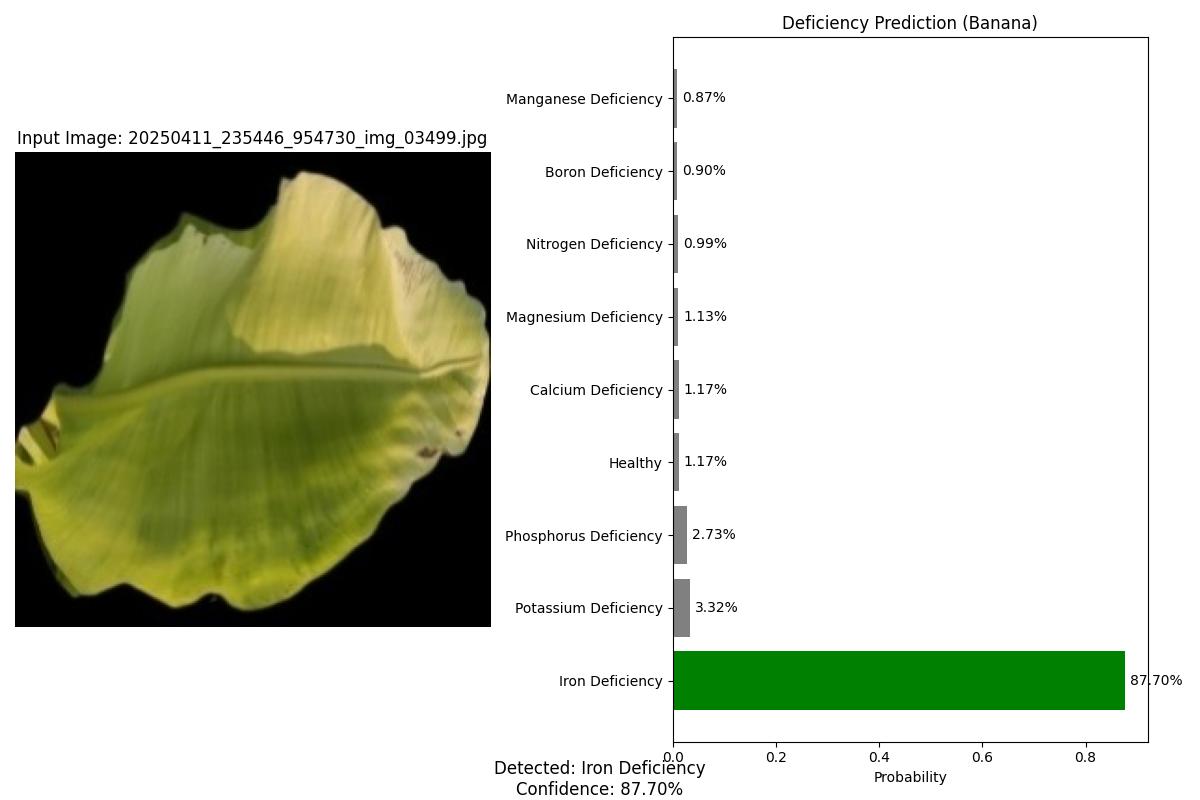 Deficiency Prediction (Banana)
Input Image: 20250411_235446_954730_img_03499.jpg
Manganese Deficiency 0.87%
Boron Deficiency 0.90%
Nitrogen Deficiency 0.99%
Magnesium Deficiency 1.13%
Calcium Deficiency 1.17%
Healthy 1.17%
Phosphorus Deficiency 2.73%
Potassium Deficiency 3.32%
Iron Deficiency 87.70%
0.0 0.2 0.4 0.6 0.8
Probability
Detected: Iron Deficiency
Confidence: 87.70%